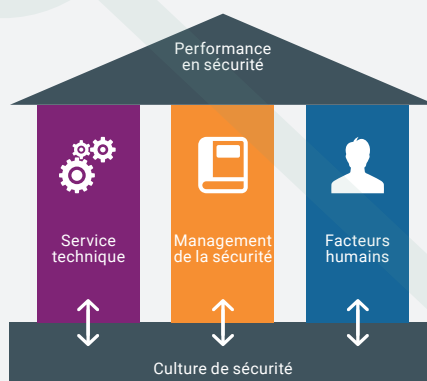 Performance
en sécurité
Service
technique
Management
de la sécurité
Facteurs
humains
Culture de sécurité